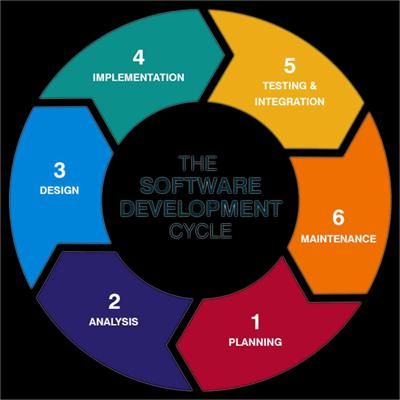 THE
SOFTWARE
DEVELOPMENT
CYCLE
1
PLANNING
2
ANALYSIS
3
DESIGN
4
IMPLEMENTATION
5
TESTING &
INTEGRATION
6
MAINTENANCE